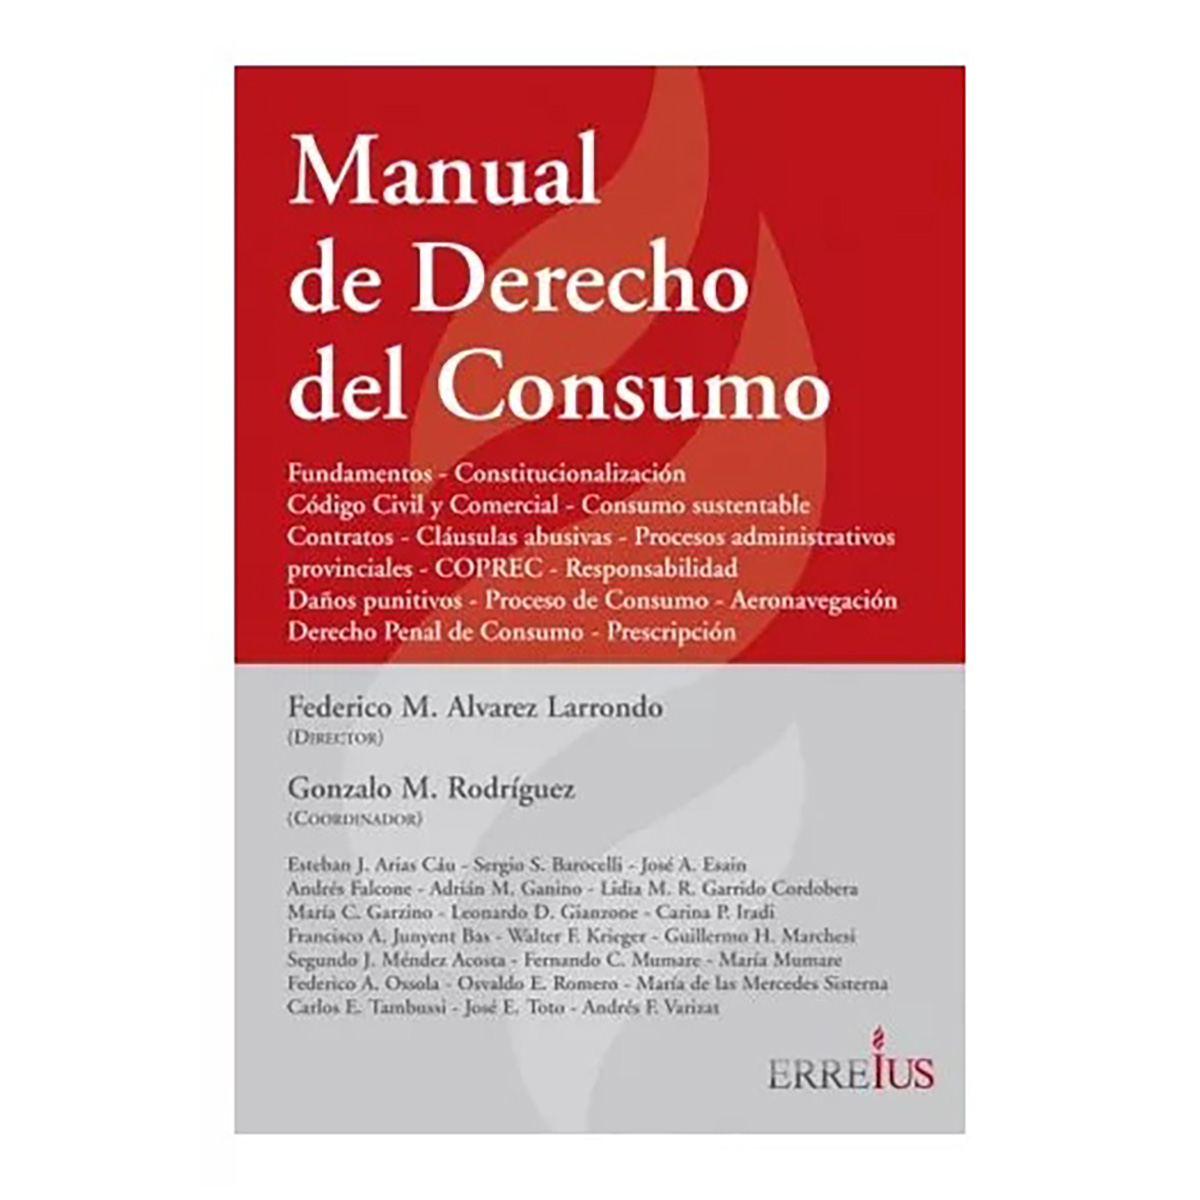 Manual
de Derecho
del Consumo
Fundamentos - Constitucionalización
Código Civil y Comercial - Consumo sustentable
Contratos - Cláusulas abusivas - Procesos administrativos
provinciales - COPREC - Responsabilidad
Daños punitivos - Proceso de Consumo - Aeronavegación
Derecho Penal de Consumo - Prescripción
Federico M. Alvarez Larrondo
(Director)
Gonzalo M. Rodríguez
(Coordinador)
Esteban J. Arias Cáu - Sergio S. Barocelli - José A. Esain
Andrés Falcone - Adrián M. Ganino - Lidia M. R. Garrido Cordobera
María C. Garzino - Leonardo D. Gianzone - Carina P. Iradi
Francisco A. Junyent Bas - Walter F. Krieger - Guillermo H. Marchesi
Segundo J. Méndez Acosta - Fernando C. Mumare - María Mumare
Federico A. Ossola - Osvaldo E. Romero - María de las Mercedes Sisterna
Carlos E. Tambussi - José E. Toto - Andrés F. Varizat
ERREIUS